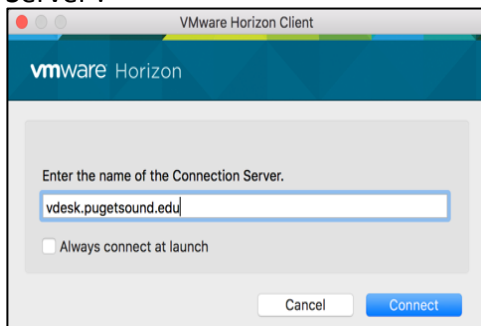 Server .
VMware Horizon Client
vmware Horizon
Enter the name of the Connection Server.
vdesk.pugetsound.edu
Always connect at launch
Cancel Connect